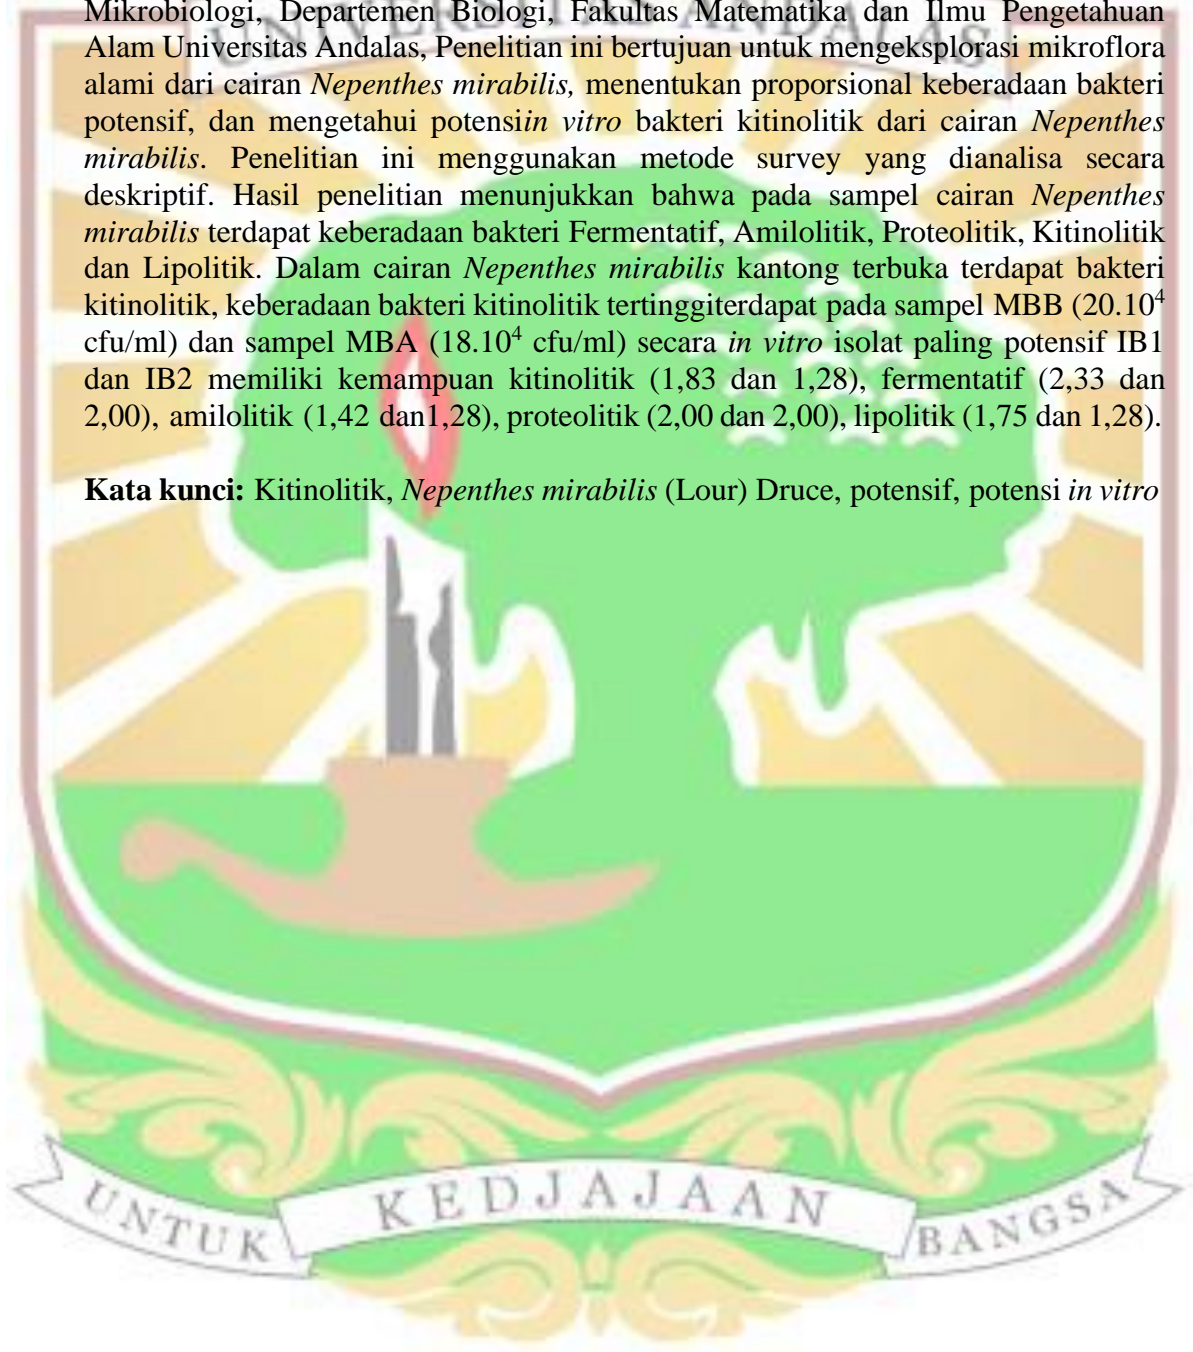 Mikrobiologi, Departemen Biologi, Fakultas Matematika dan Ilmu Pengetahuan
Alam Universitas Andalas, Penelitian ini bertujuan untuk mengeksplorasi mikroflora
alami dari cairan Nepenthes mirabilis, menentukan proporsional keberadaan bakteri
potensif, dan mengetahui potensiin vitro bakteri kitinolitik dari cairan Nepenthes
mirabilis. Penelitian ini menggunakan metode survey yang dianalisa secara
deskriptif. Hasil penelitian menunjukkan bahwa pada sampel cairan Nepenthes
mirabilis terdapat keberadaan bakteri Fermentatif, Amilolitik, Proteolitik, Kitinolitik
dan Lipolitik. Dalam cairan Nepenthes mirabilis kantong terbuka terdapat bakteri
kitinolitik, keberadaan bakteri kitinolitik tertinggiterdapat pada sampel MBB (20.10⁴
cfu/ml) dan sampel MBA (18.10⁴ cfu/ml) secara in vitro isolat paling potensif IB1
dan IB2 memiliki kemampuan kitinolitik (1,83 dan 1,28), fermentatif (2,33 dan
2,00), amilolitik (1,42 dan1,28), proteolitik (2,00 dan 2,00), lipolitik (1,75 dan 1,28).
Kata kunci: Kitinolitik, Nepenthes mirabilis (Lour) Druce, potensif, potensi in vitro
UNIVERSITAS ANDALAS
UNTUK KEDJAJAAN BANGSA